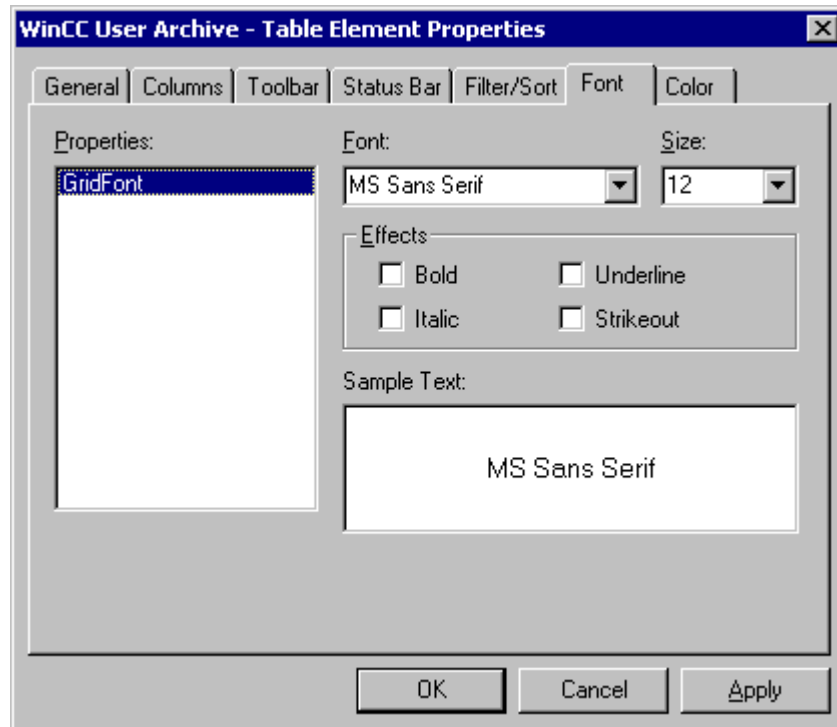 WinCC User Archive - Table Element Properties
General Columns Toolbar Status Bar Filter/Sort Font Color
Properties: Font: Size:
GridFont MS Sans Serif 12
Effects
Bold Underline
Italic Strikeout
Sample Text:
MS Sans Serif
OK Cancel Apply